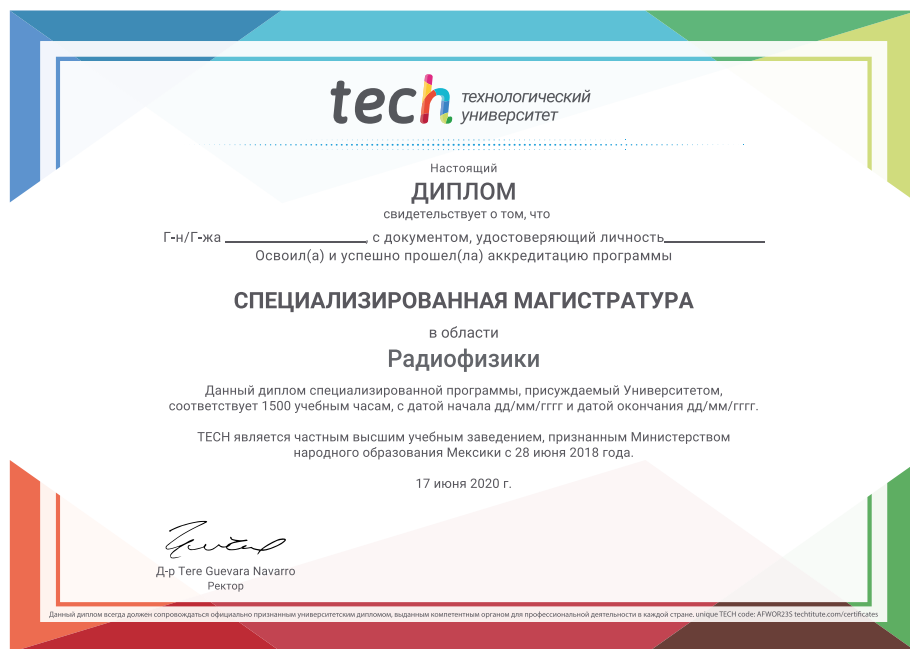 tech технологический
университет
Настоящий
ДИПЛОМ
свидетельствует о том, что
Г-н/Г-жа ____________________, с документом, удостоверяющий личность______________
Освоил(а) и успешно прошел(ла) аккредитацию программы
СПЕЦИАЛИЗИРОВАННАЯ МАГИСТРАТУРА
в области
Радиофизики
Данный диплом специализированной программы, присуждаемый Университетом,
соответствует 1500 учебным часам, с датой начала дд/мм/гггг и датой окончания дд/мм/гггг.
TECH является частным высшим учебным заведением, признанным Министерством
народного образования Мексики с 28 июня 2018 года.
17 июня 2020 г.
Д-р Tere Guevara Navarro
Ректор
Данный диплом всегда должен сопровождаться официально признанным университетским дипломом, выданным компетентным органом для профессиональной деятельности в каждой стране, unique TECH code: AFWOR23S techtitute.com/certificates